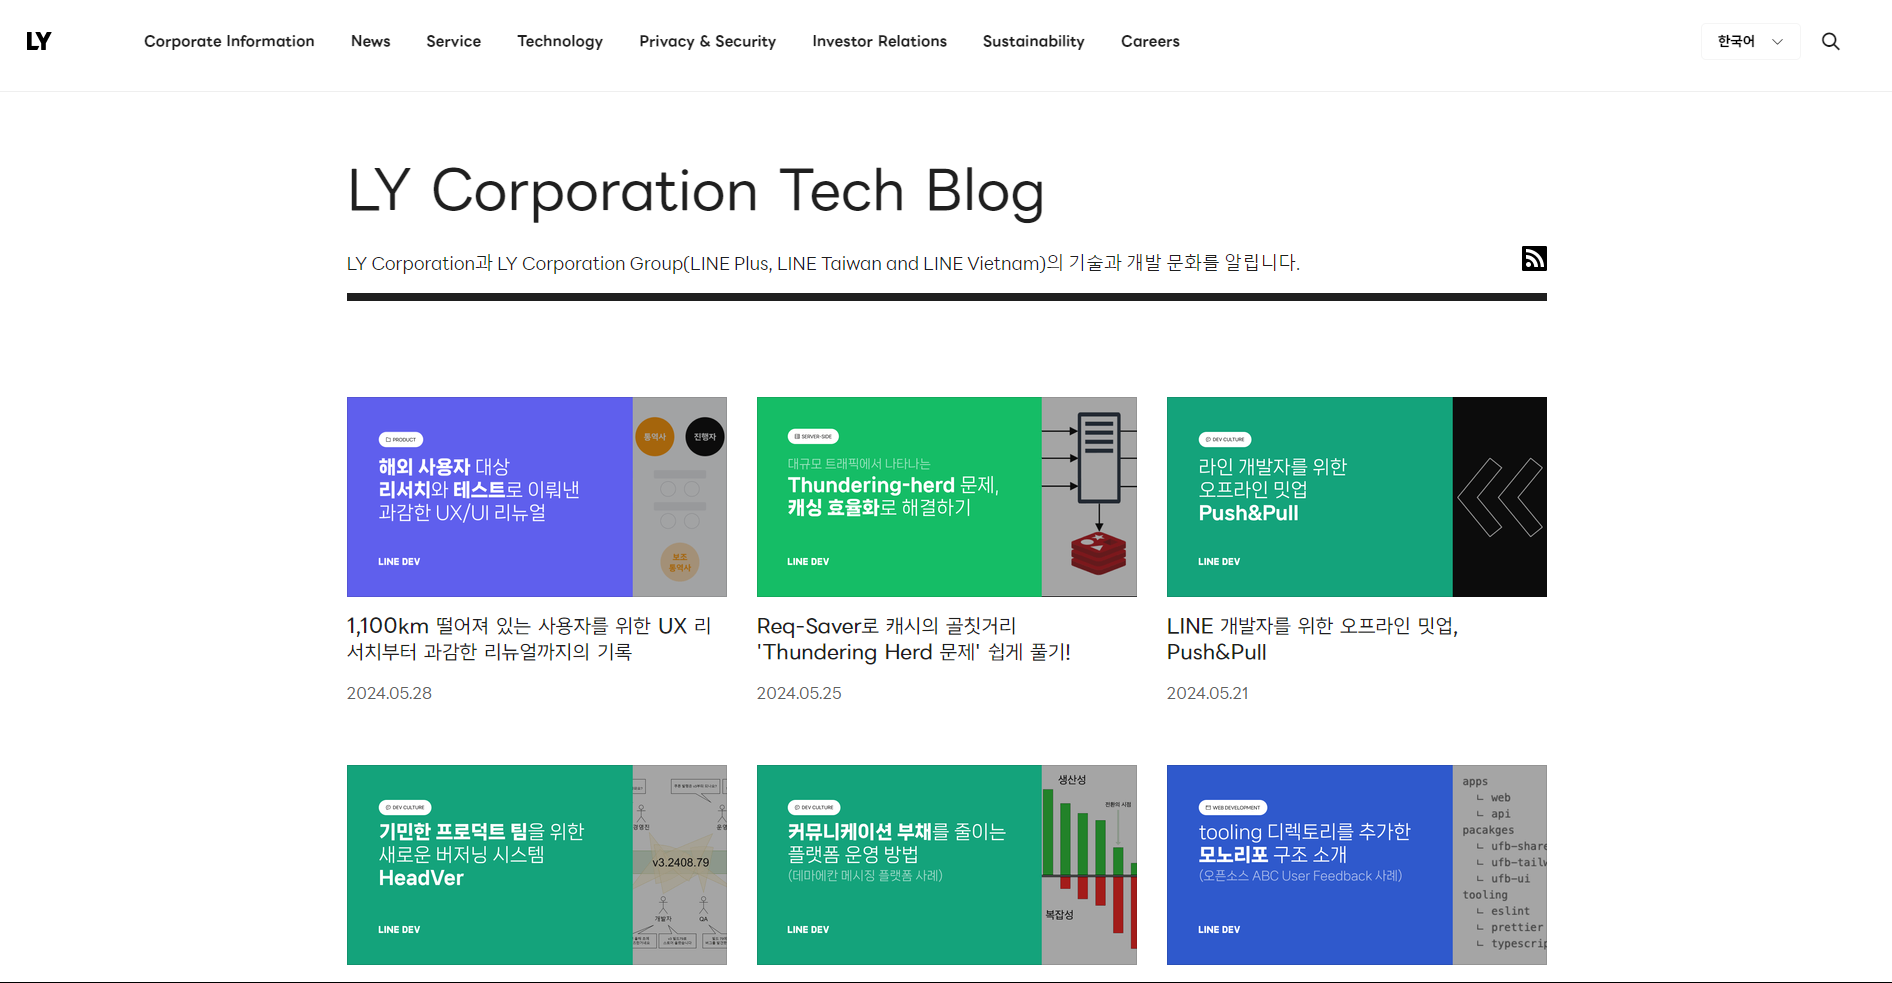 LY
Corporate Information
News
Service
Technology
Privacy & Security
Investor Relations
Sustainability
Careers
한국어
LY Corporation Tech Blog
LY Corporation과 LY Corporation Group(LINE Plus, LINE Taiwan and LINE Vietnam)의 기술과 개발 문화를 알립니다.
PRODUCT
해외 사용자 대상
리서치와 테스트로 이뤄낸
과감한 UX/UI 리뉴얼
LINE DEV
통역사
진행자
보조
통역사
1,100km 떨어져 있는 사용자를 위한 UX 리
서치부터 과감한 리뉴얼까지의 기록
2024.05.28
SERVER-SIDE
대규모 트래픽에서 나타나는
Thundering-herd 문제,
캐싱 효율화로 해결하기
LINE DEV
Req-Saver로 캐시의 골칫거리
'Thundering Herd 문제' 쉽게 풀기!
2024.05.25
DEV CULTURE
라인 개발자를 위한
오프라인 밋업
Push&Pull
LINE DEV
LINE 개발자를 위한 오프라인 밋업,
Push&Pull
2024.05.21
DEV CULTURE
기민한 프로덕트 팀을 위한
새로운 버저닝 시스템
HeadVer
LINE DEV
경영진
v3.2408.79
개발자
QA
DEV CULTURE
커뮤니케이션 부채를 줄이는
플랫폼 운영 방법
(데마에칸 메시징 플랫폼 사례)
LINE DEV
생산성
전환의 시점
복잡성
WEB DEVELOPMENT
tooling 디렉토리를 추가한
모노리포 구조 소개
(오픈소스 ABC User Feedback 사례)
LINE DEV
apps
web
api
pacakges
ufb-share
ufb-tailw
ufb-ui
tooling
eslint
prettier
typescrip